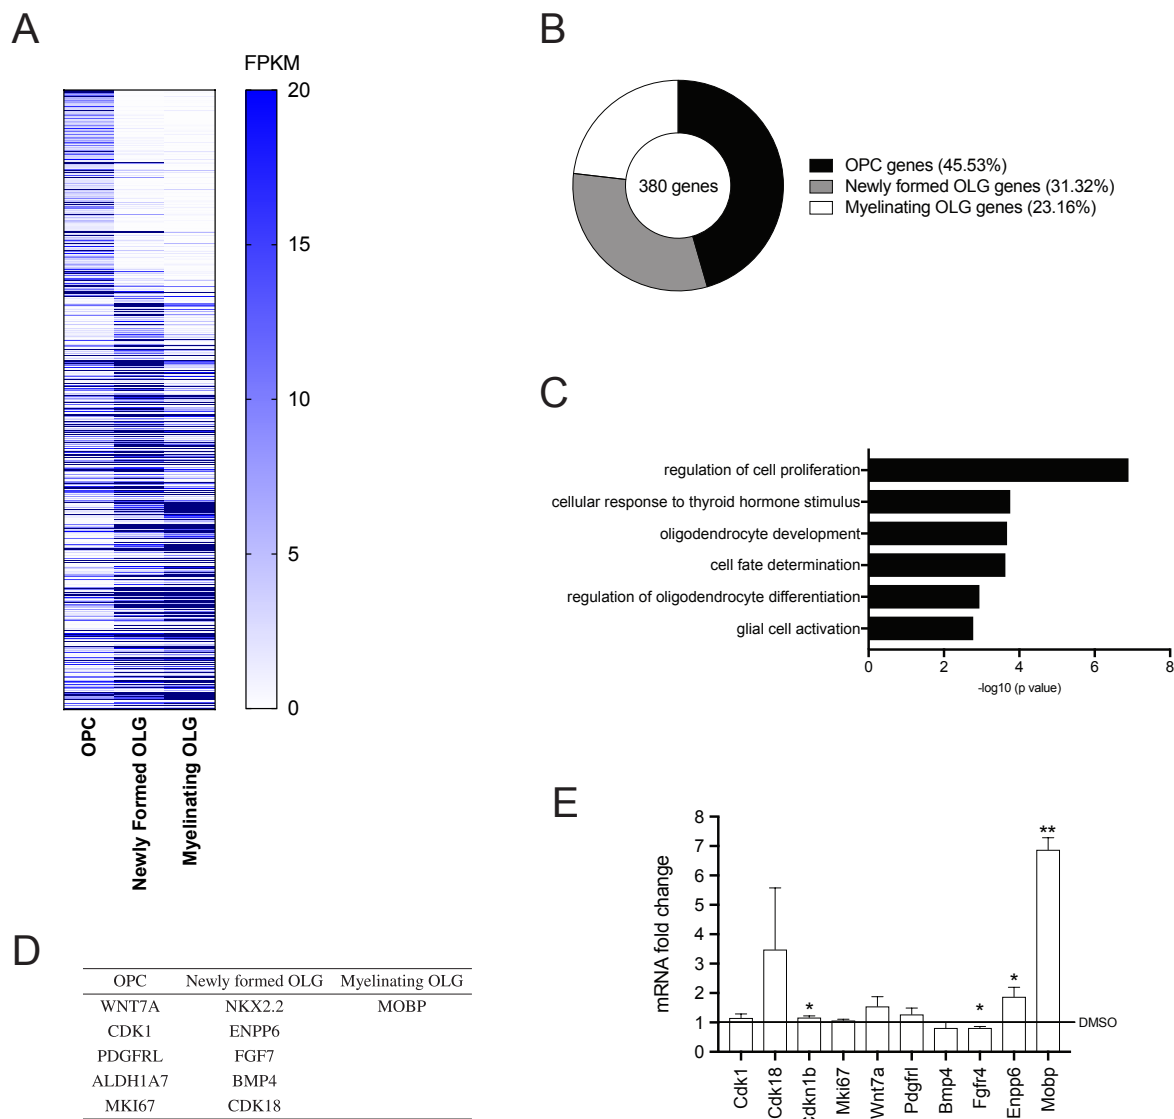 A
FPKM
20
15
10
5
0
OPC
Newly Formed OLG
Myelinating OLG
B
380 genes
OPC genes (45.53%)
Newly formed OLG genes (31.32%)
Myelinating OLG genes (23.16%)
C
regulation of cell proliferation
cellular response to thyroid hormone stimulus
oligodendrocyte development
cell fate determination
regulation of oligodendrocyte differentiation
glial cell activation
0 2 4 6 8
-log10 (p value)
D
OPC Newly formed OLG Myelinating OLG
WNT7A NKX2.2 MOBP
CDK1 ENPP6
PDGFRL FGF7
ALDH1A7 BMP4
MKI67 CDK18
E
mRNA fold change
8
7
6
5
4
3
2
1
0
*
*
*
**
DMSO
Cdk1
Cdk18
Cdkn1b
Mki67
Wnt7a
Pdgfrl
Bmp4
Fgfr4
Enpp6
Mobp